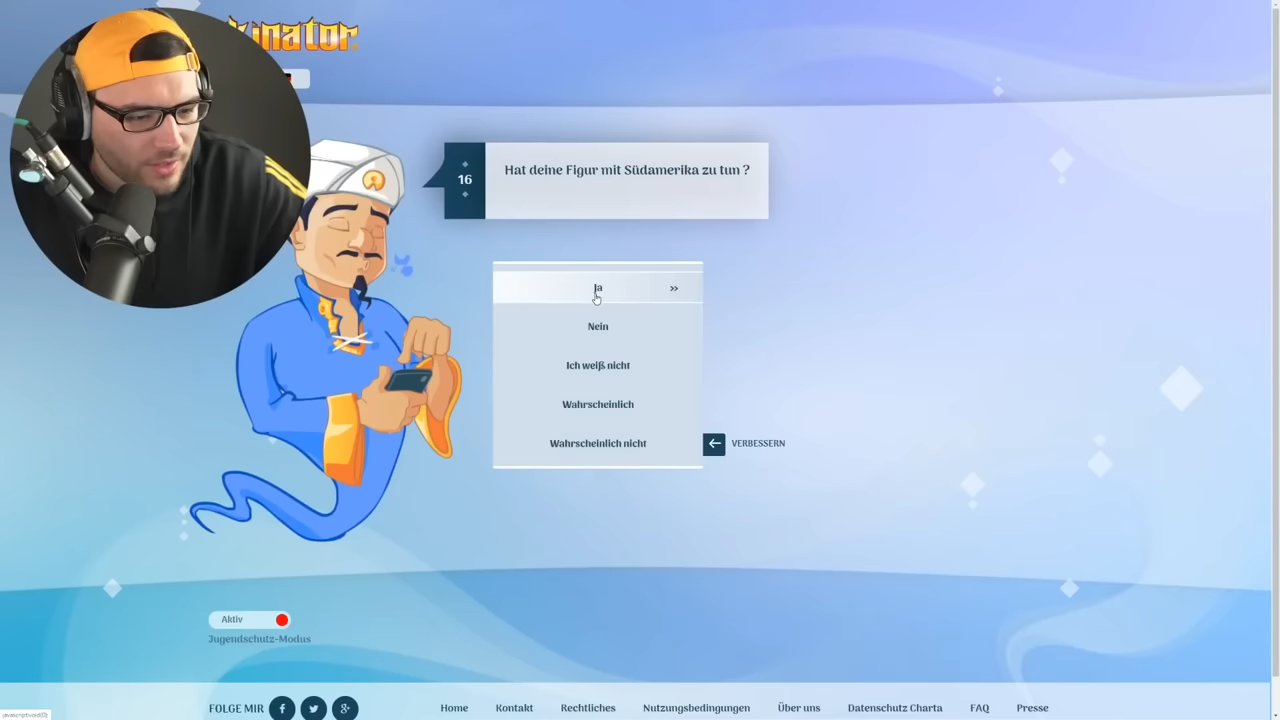 kinator
16
Hat deine Figur mit Südamerika zu tun ?
Ja
Nein
Ich weiß nicht
Wahrscheinlich
Wahrscheinlich nicht
VERBESSERN
Aktiv
Jugendschutz-Modus
FOLGE MIR
Home
Kontakt
Rechtliches
Nutzungsbedingungen
Über uns
Datenschutz Charta
FAQ
Presse